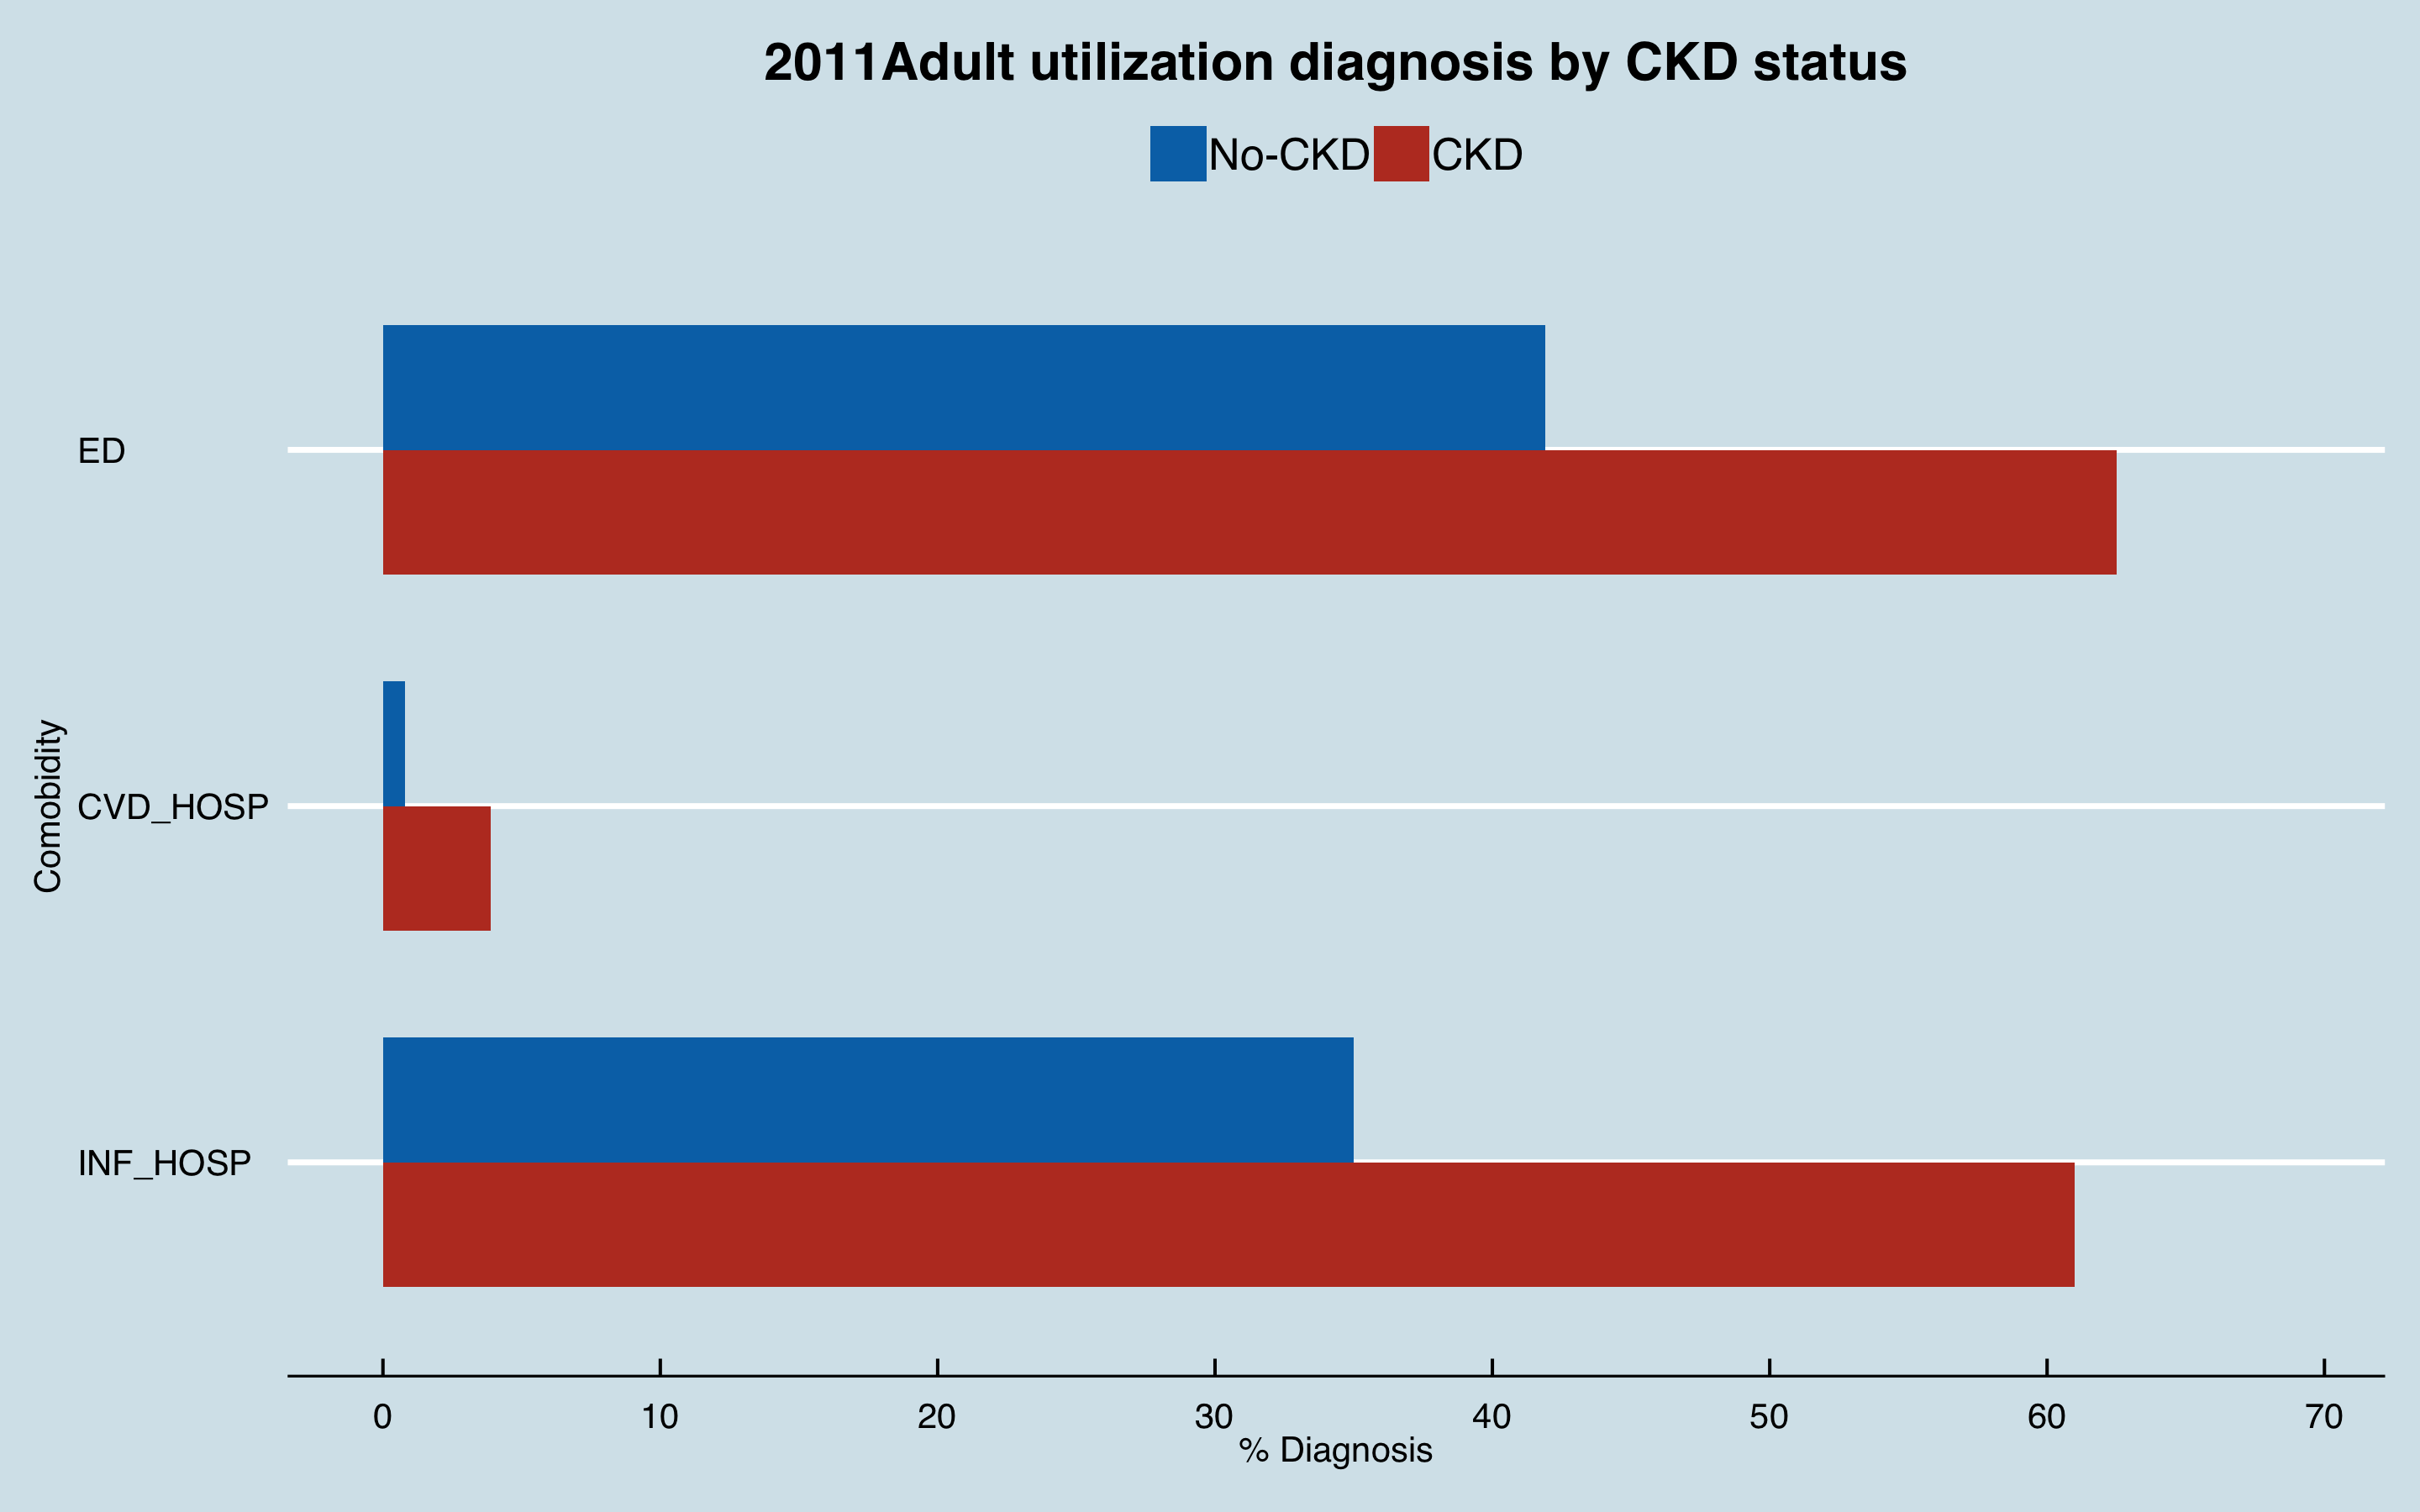 2011Adult utilization diagnosis by CKD status
No-CKD CKD
ED
CVD_HOSP
INF_HOSP
Comobidity
0 10 20 30 40 50 60 70
% Diagnosis